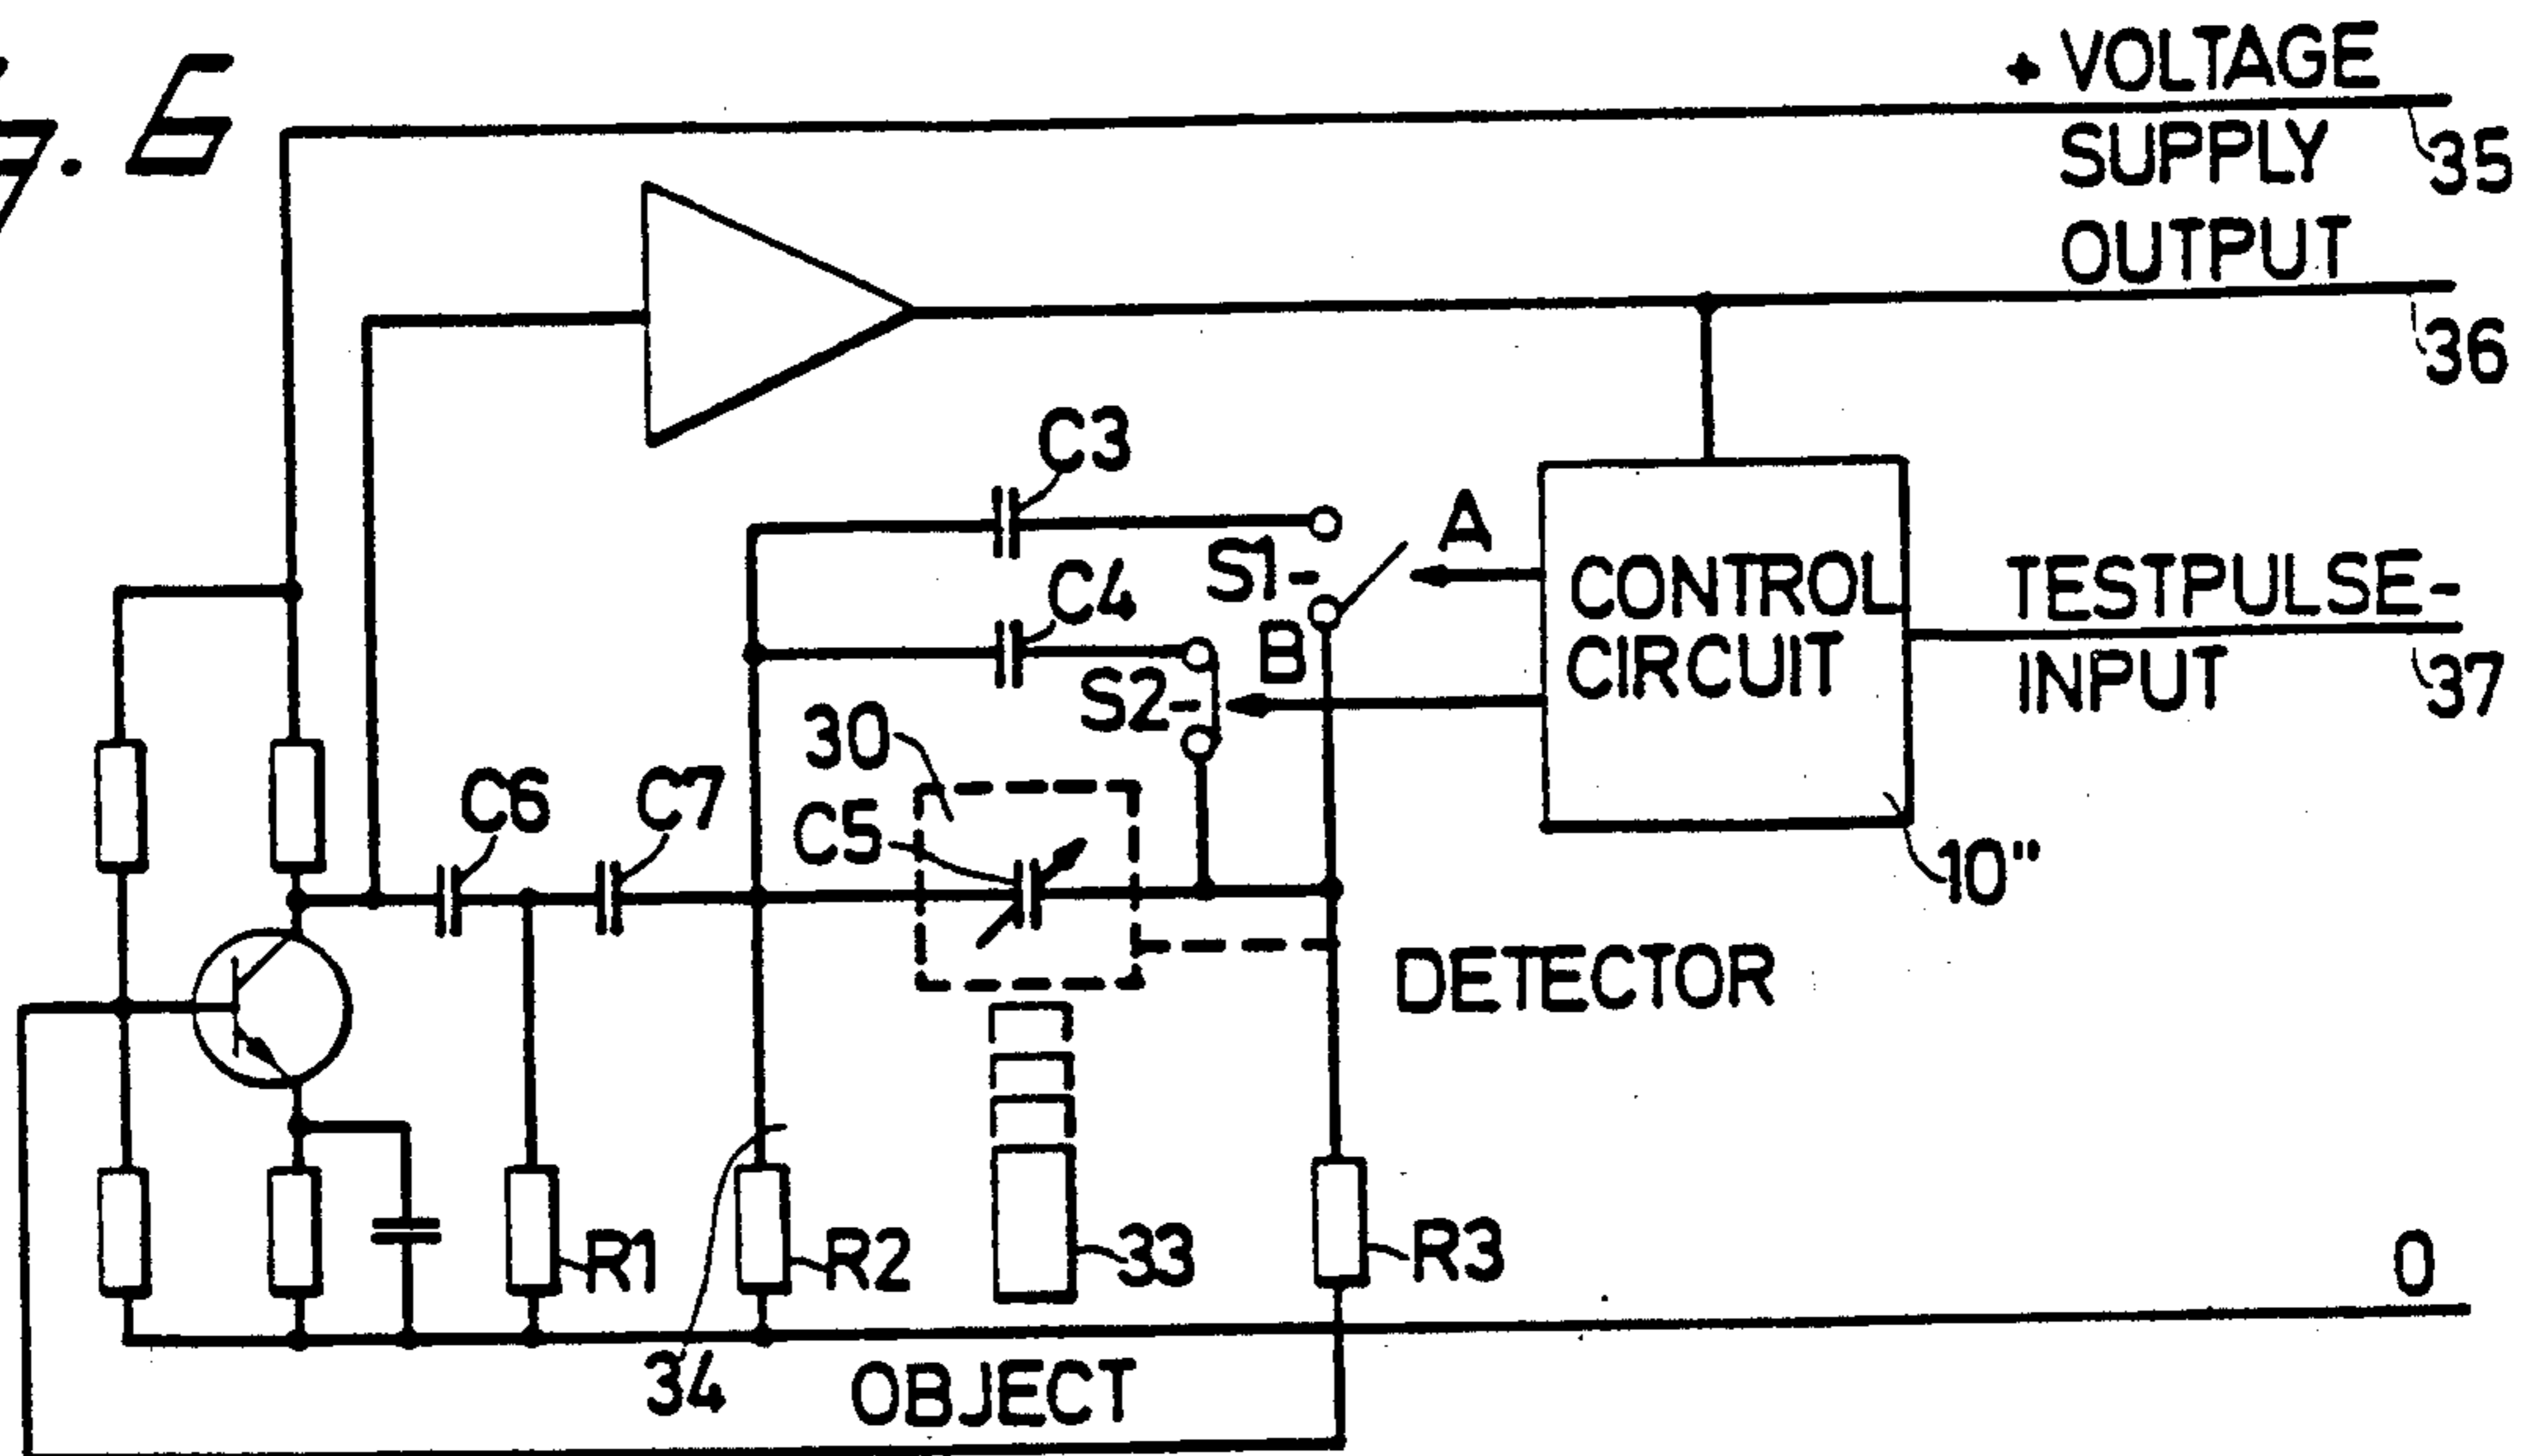 G. 6
+ VOLTAGE
SUPPLY
35
OUTPUT
36
C3
S1-
A
C4
S2-
B
CONTROL
CIRCUIT
TESTPULSE-
INPUT
37
30
C5
C6
C7
10"
DETECTOR
R1
R2
33
R3
0
34
OBJECT